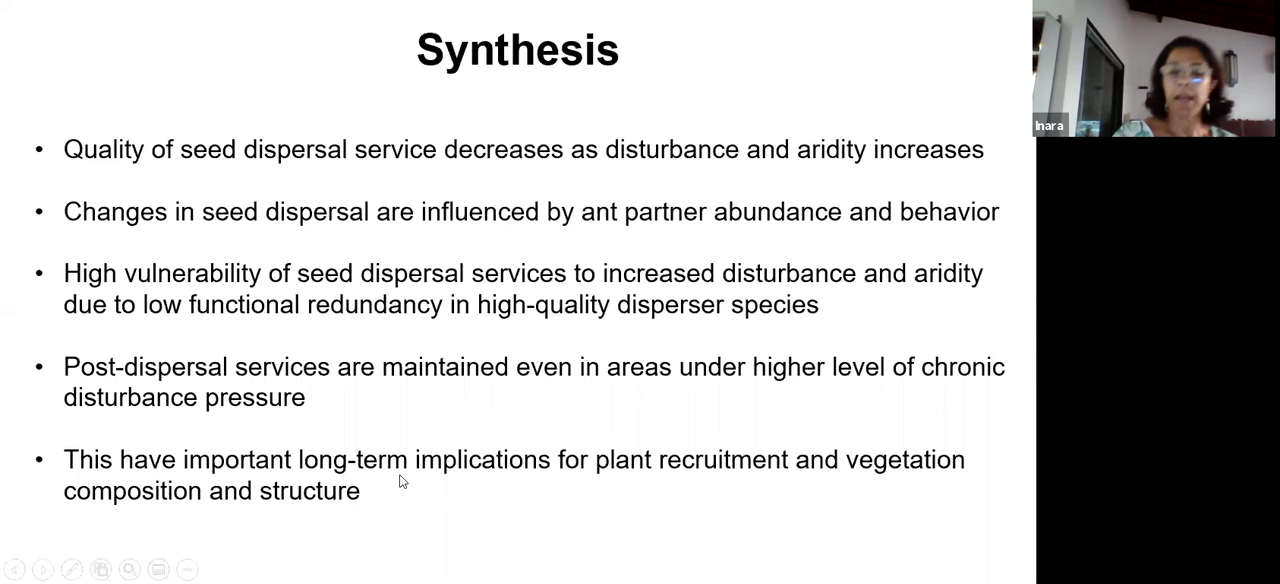 Synthesis
• Quality of seed dispersal service decreases as disturbance and aridity increases
• Changes in seed dispersal are influenced by ant partner abundance and behavior
• High vulnerability of seed dispersal services to increased disturbance and aridity
due to low functional redundancy in high-quality disperser species
• Post-dispersal services are maintained even in areas under higher level of chronic
disturbance pressure
• This have important long-term implications for plant recruitment and vegetation
composition and structure
Inara